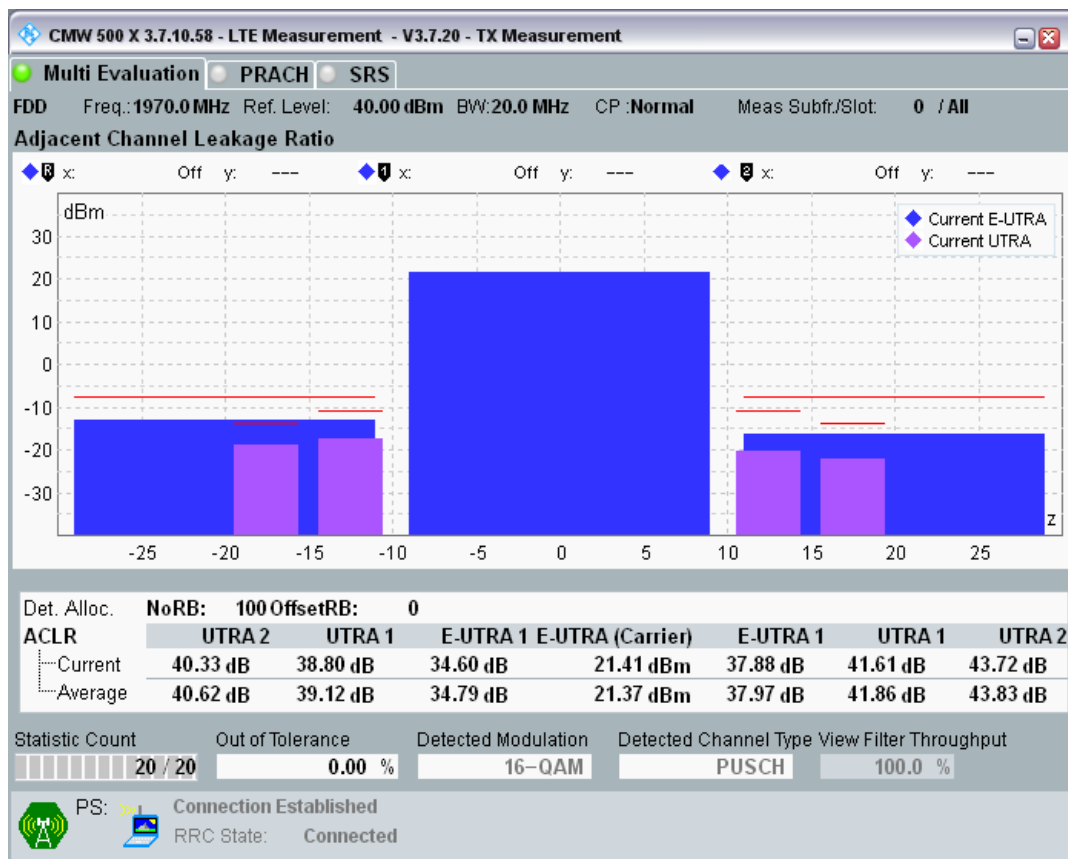 CMW 500 X 3.7.10.58 - LTE Measurement - V3.7.20 - TX Measurement
Multi Evaluation PRACH SRS
FDD Freq.:1970.0 MHz Ref. Level: 40.00 dBm BW:20.0 MHz CP :Normal Meas Subfr./Slot: 0 / All
Adjacent Channel Leakage Ratio
R x: Off y: --- 1 x: Off y: --- 2 x: Off y: ---
dBm
Current E-UTRA
Current UTRA
30
20
10
0
-10
-20
-30
z
-25 -20 -15 -10 -5 0 5 10 15 20 25
Det. Alloc. NoRB: 100 OffsetRB: 0
ACLR UTRA 2 UTRA 1 E-UTRA 1 E-UTRA (Carrier) E-UTRA 1 UTRA 1 UTRA 2
Current 40.33 dB 38.80 dB 34.60 dB 21.41 dBm 37.88 dB 41.61 dB 43.72 dB
Average 40.62 dB 39.12 dB 34.79 dB 21.37 dBm 37.97 dB 41.86 dB 43.83 dB
Statistic Count Out of Tolerance Detected Modulation Detected Channel Type View Filter Throughput
20 / 20 0.00 % 16-QAM PUSCH 100.0 %
PS: Connection Established
RRC State: Connected